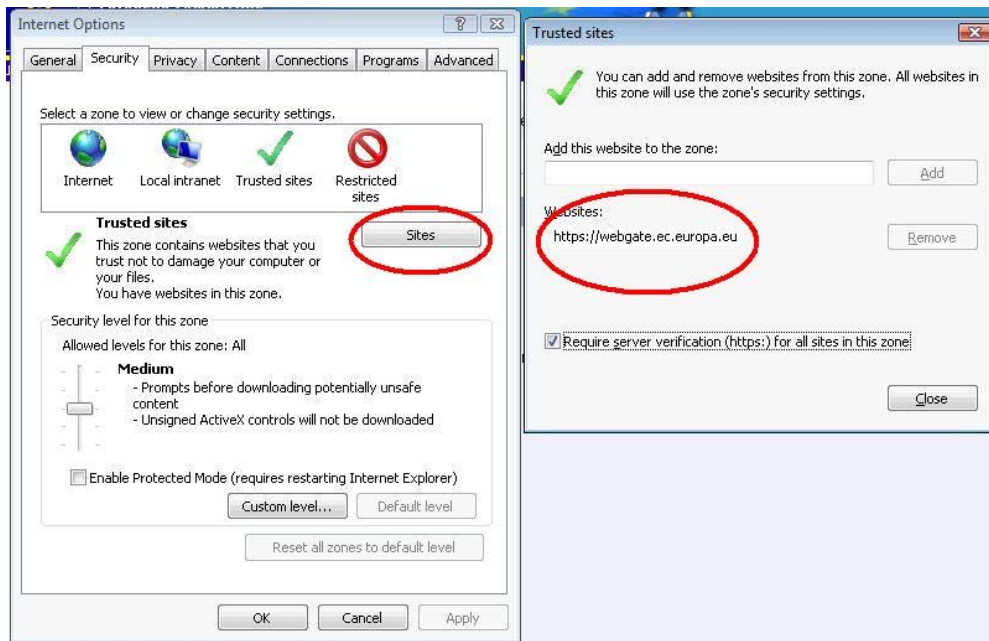 Internet Options
General Security Privacy Content Connections Programs Advanced
Select a zone to view or change security settings.
Internet
Local intranet
Trusted sites
Restricted
sites
Trusted sites
This zone contains websites that you
trust not to damage your computer or
your files.
You have websites in this zone.
Sites
Security level for this zone
Allowed levels for this zone: All
Medium
- Prompts before downloading potentially unsafe
content
- Unsigned ActiveX controls will not be downloaded
Enable Protected Mode (requires restarting Internet Explorer)
Custom level...
Default level
Reset all zones to default level
OK
Cancel
Apply
Trusted sites
You can add and remove websites from this zone. All websites in
this zone will use the zone's security settings.
Add this website to the zone:
Add
Websites:
https://webgate.ec.europa.eu
Remove
Require server verification (https:) for all sites in this zone
Close